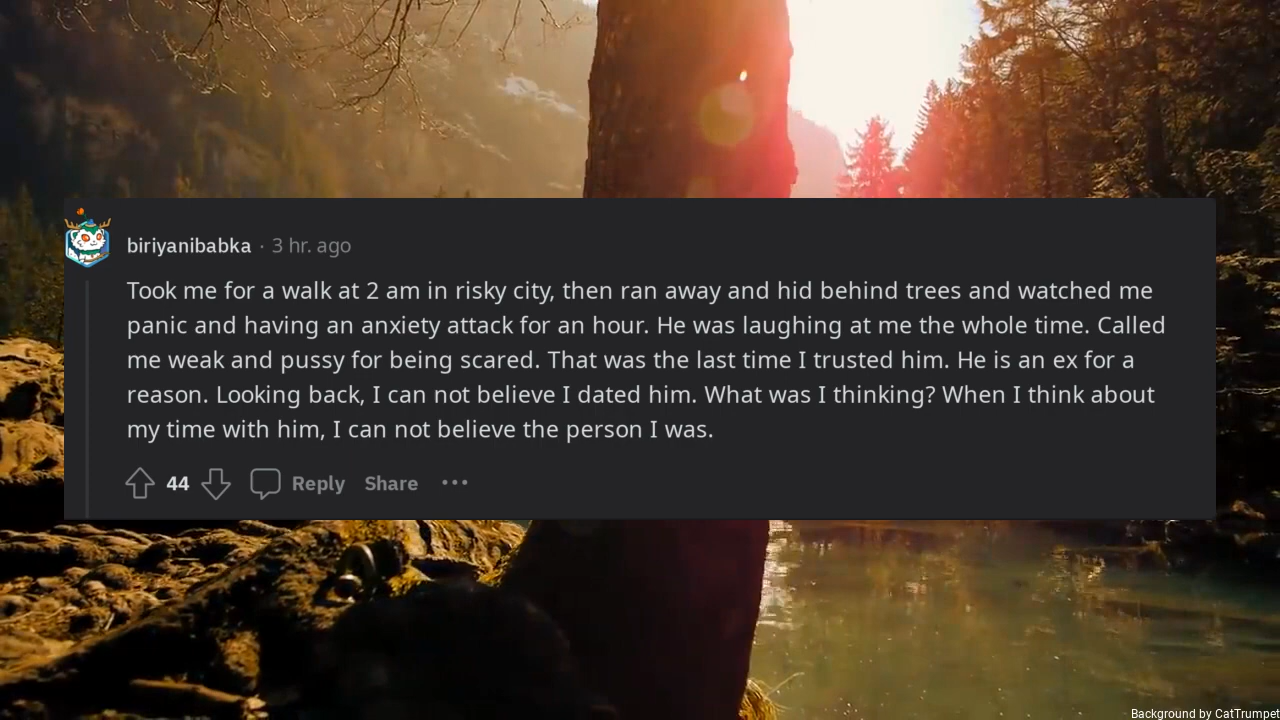 biriyanibabka · 3 hr. ago
Took me for a walk at 2 am in risky city, then ran away and hid behind trees and watched me
panic and having an anxiety attack for an hour. He was laughing at me the whole time. Called
me weak and pussy for being scared. That was the last time I trusted him. He is an ex for a
reason. Looking back, I can not believe I dated him. What was I thinking? When I think about
my time with him, I can not believe the person I was.
44 Reply Share •••
Background by CatTrumpet